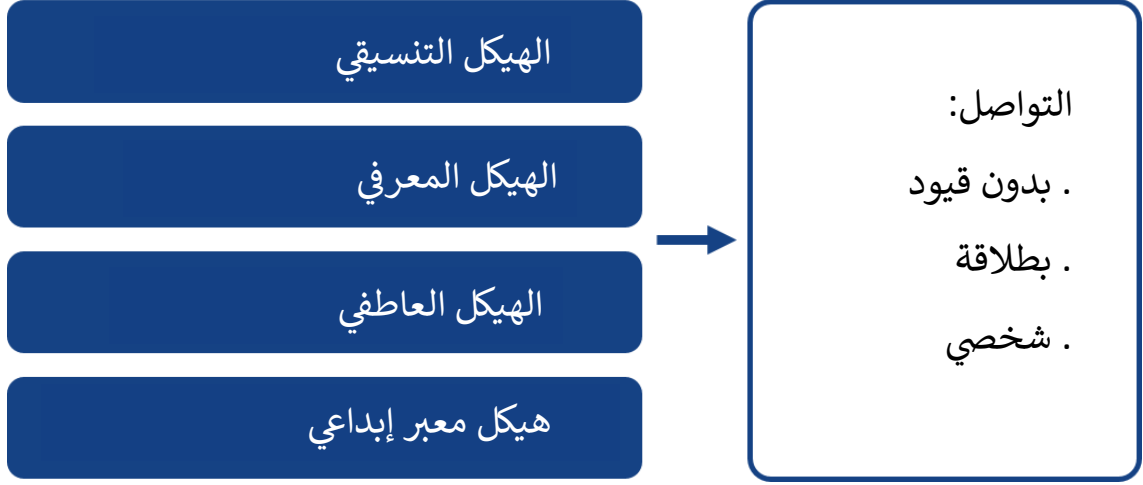 الهيكل التنسيقي
الهيكل المعرفي
الهيكل العاطفي
هيكل معبر إبداعي
التواصل:
. بدون قيود
. بطلاقة
. شخصي